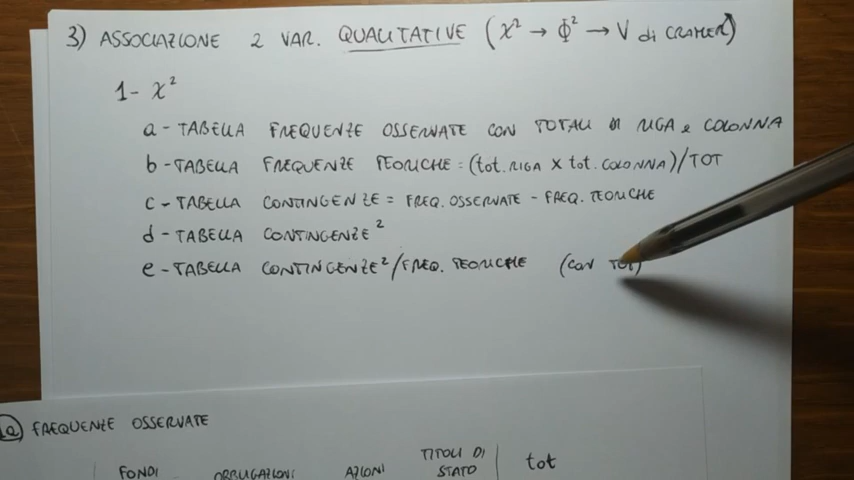 3) ASSOCIAZIONE 2 VAR. QUALITATIVE (χ² → Φ² → V di CRAMER)
1- χ²
a - TABELLA FREQUENZE OSSERVATE CON TOTALI DI RIGA e COLONNA
b - TABELLA FREQUENZE TEORICHE = (tot. RIGA X tot. COLONNA)/TOT
c - TABELLA CONTINGENZE = FREQ. OSSERVATE - FREQ. TEORICHE
d - TABELLA CONTINGENZE²
e - TABELLA CONTINGENZE²/FREQ. TEORICHE (CON TOT)
1a) FREQUENZE OSSERVATE
FONDI OBBLIGAZIONI AZIONI TITOLI DI STATO tot